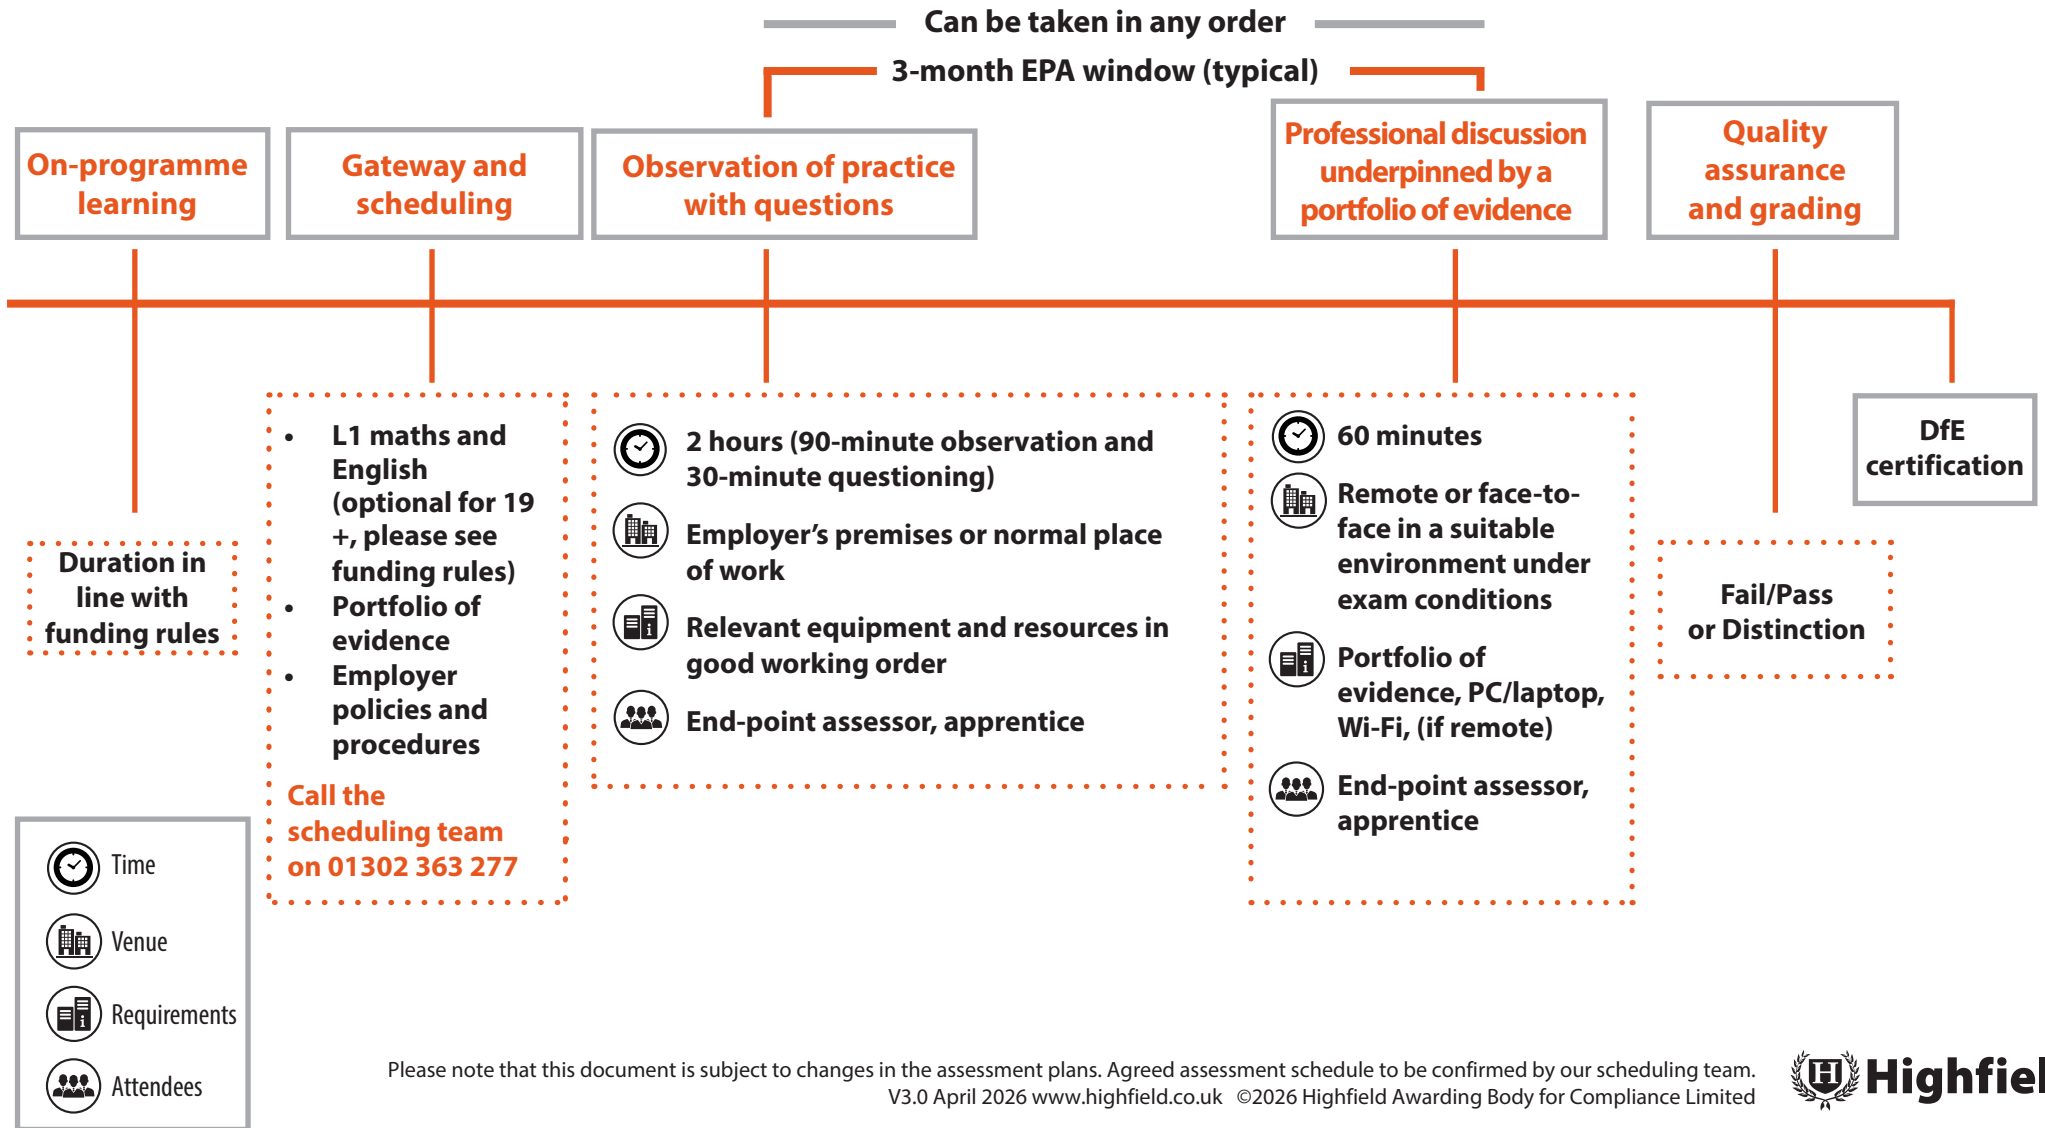 Can be taken in any order
3-month EPA window (typical)
On-programme
learning
Gateway and
scheduling
Observation of practice
with questions
Professional discussion
underpinned by a
portfolio of evidence
Quality
assurance
and grading
Duration in
line with
funding rules
• L1 maths and
English
(optional for 19
+, please see
funding rules)
• Portfolio of
evidence
• Employer
policies and
procedures
Call the
scheduling team
on 01302 363 277
2 hours (90-minute observation and
30-minute questioning)
Employer’s premises or normal place
of work
Relevant equipment and resources in
good working order
End-point assessor, apprentice
60 minutes
Remote or face-to-
face in a suitable
environment under
exam conditions
Portfolio of
evidence, PC/laptop,
Wi-Fi, (if remote)
End-point assessor,
apprentice
Fail/Pass
or Distinction
DfE
certification
Time
Venue
Requirements
Attendees
Please note that this document is subject to changes in the assessment plans. Agreed assessment schedule to be confirmed by our scheduling team.
V3.0 April 2026 www.highfield.co.uk ©2026 Highfield Awarding Body for Compliance Limited
H Highfiel